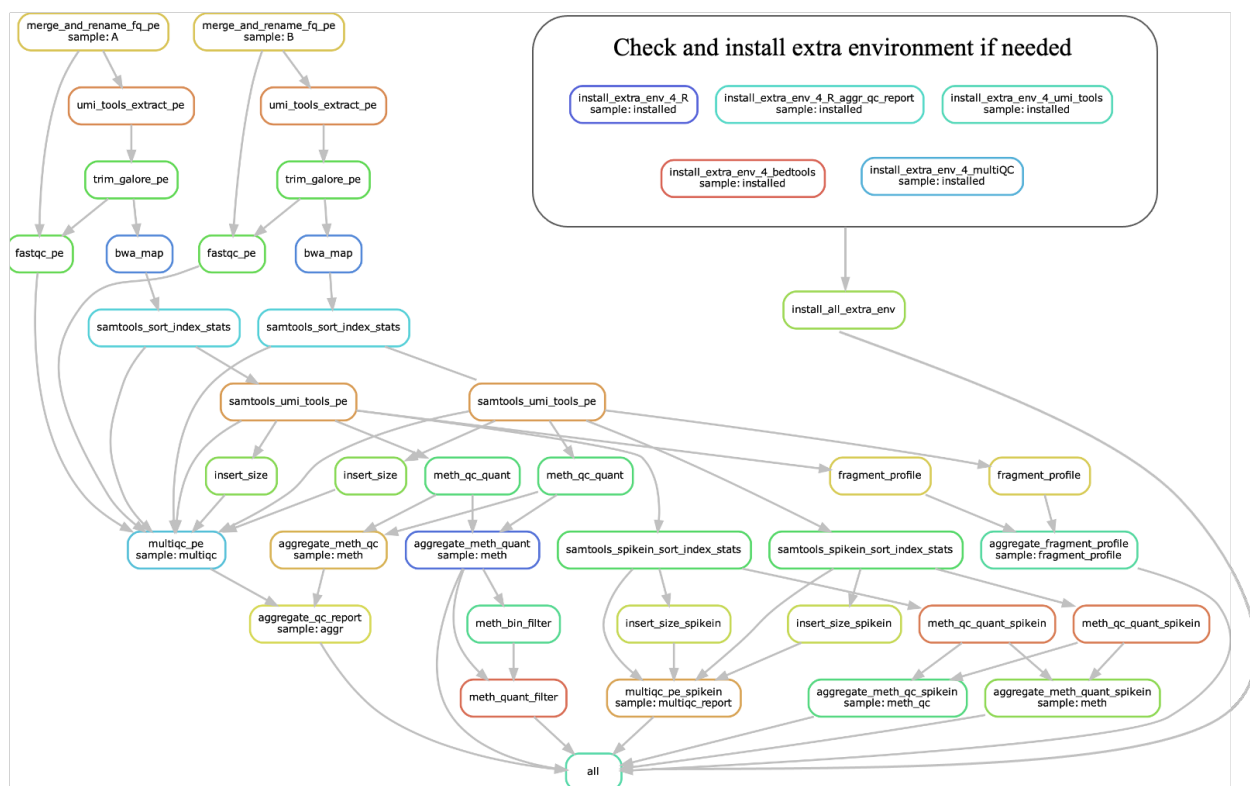 merge_and_rename_fq_pe
sample: A
merge_and_rename_fq_pe
sample: B
Check and install extra environment if needed
umi_tools_extract_pe
umi_tools_extract_pe
install_extra_env_4_R
sample: installed
install_extra_env_4_R_aggr_qc_report
sample: installed
install_extra_env_4_umi_tools
sample: installed
trim_galore_pe
trim_galore_pe
install_extra_env_4_bedtools
sample: installed
install_extra_env_4_multiQC
sample: installed
fastqc_pe
bwa_map
fastqc_pe
bwa_map
install_all_extra_env
samtools_sort_index_stats
samtools_sort_index_stats
samtools_umi_tools_pe
samtools_umi_tools_pe
insert_size
insert_size
meth_qc_quant
meth_qc_quant
fragment_profile
fragment_profile
multiqc_pe
sample: multiqc
aggregate_meth_qc
sample: meth
aggregate_meth_quant
sample: meth
samtools_spikein_sort_index_stats
samtools_spikein_sort_index_stats
aggregate_fragment_profile
sample: fragment_profile
aggregate_qc_report
sample: aggr
meth_bin_filter
insert_size_spikein
insert_size_spikein
meth_qc_quant_spikein
meth_qc_quant_spikein
meth_quant_filter
multiqc_pe_spikein
sample: multiqc_report
aggregate_meth_qc_spikein
sample: meth_qc
aggregate_meth_quant_spikein
sample: meth
all